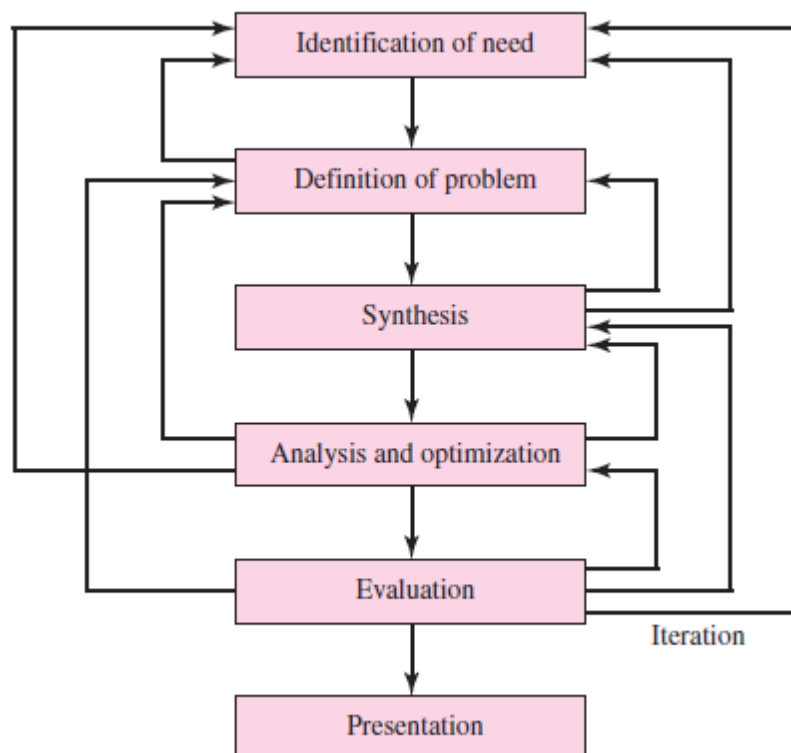 Identification of need
Definition of problem
Synthesis
Analysis and optimization
Evaluation
Iteration
Presentation